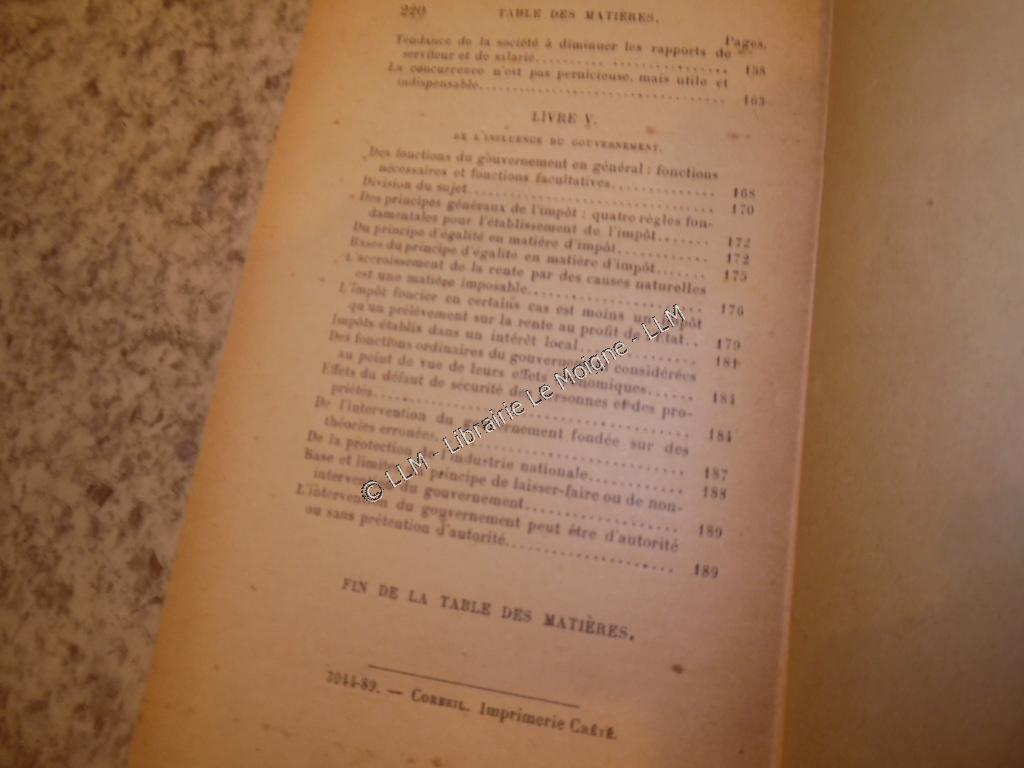 220 TABLE DES MATIÈRES.
Pages.
Tendance de la société à diminuer les rapports de
serviteur et de salarié........ 158
La concurrence n'est pas pernicieuse, mais utile et
indispensable........ 163
LIVRE V.
DE L'INFLUENCE DU GOUVERNEMENT.
Des fonctions du gouvernement en général : fonctions
nécessaires et fonctions facultatives........ 168
Division du sujet........ 170
Des principes généraux de l'impôt : quatre règles fon-
damentales pour l'établissement de l'impôt........ 172
Du principe d'égalité en matière d'impôt........ 172
Bases du principe d'égalité en matière d'impôt........ 175
L'accroissement de la rente par des causes naturelles
est une matière imposable........ 176
L'impôt foncier en certains cas est moins un impôt
qu'un prélèvement sur la rente au profit de l'État.. 179
Impôts établis dans un intérêt local........ 181
Des fonctions ordinaires du gouvernement considérées
au point de vue de leurs effets économiques........ 184
Effets du défaut de sécurité des personnes et des pro-
priétés........ 184
De l'intervention du gouvernement fondée sur des
théories erronées........ 187
De la protection de l'industrie nationale........ 188
Base et limites du principe de laisser-faire ou de non-
intervention du gouvernement........ 189
L'intervention du gouvernement peut être d'autorité
ou sans prétention d'autorité........ 189
FIN DE LA TABLE DES MATIÈRES.
3044-89. — CORBEIL. Imprimerie CRÉTÉ.
© LLM - Librairie Le Moigne - LLM